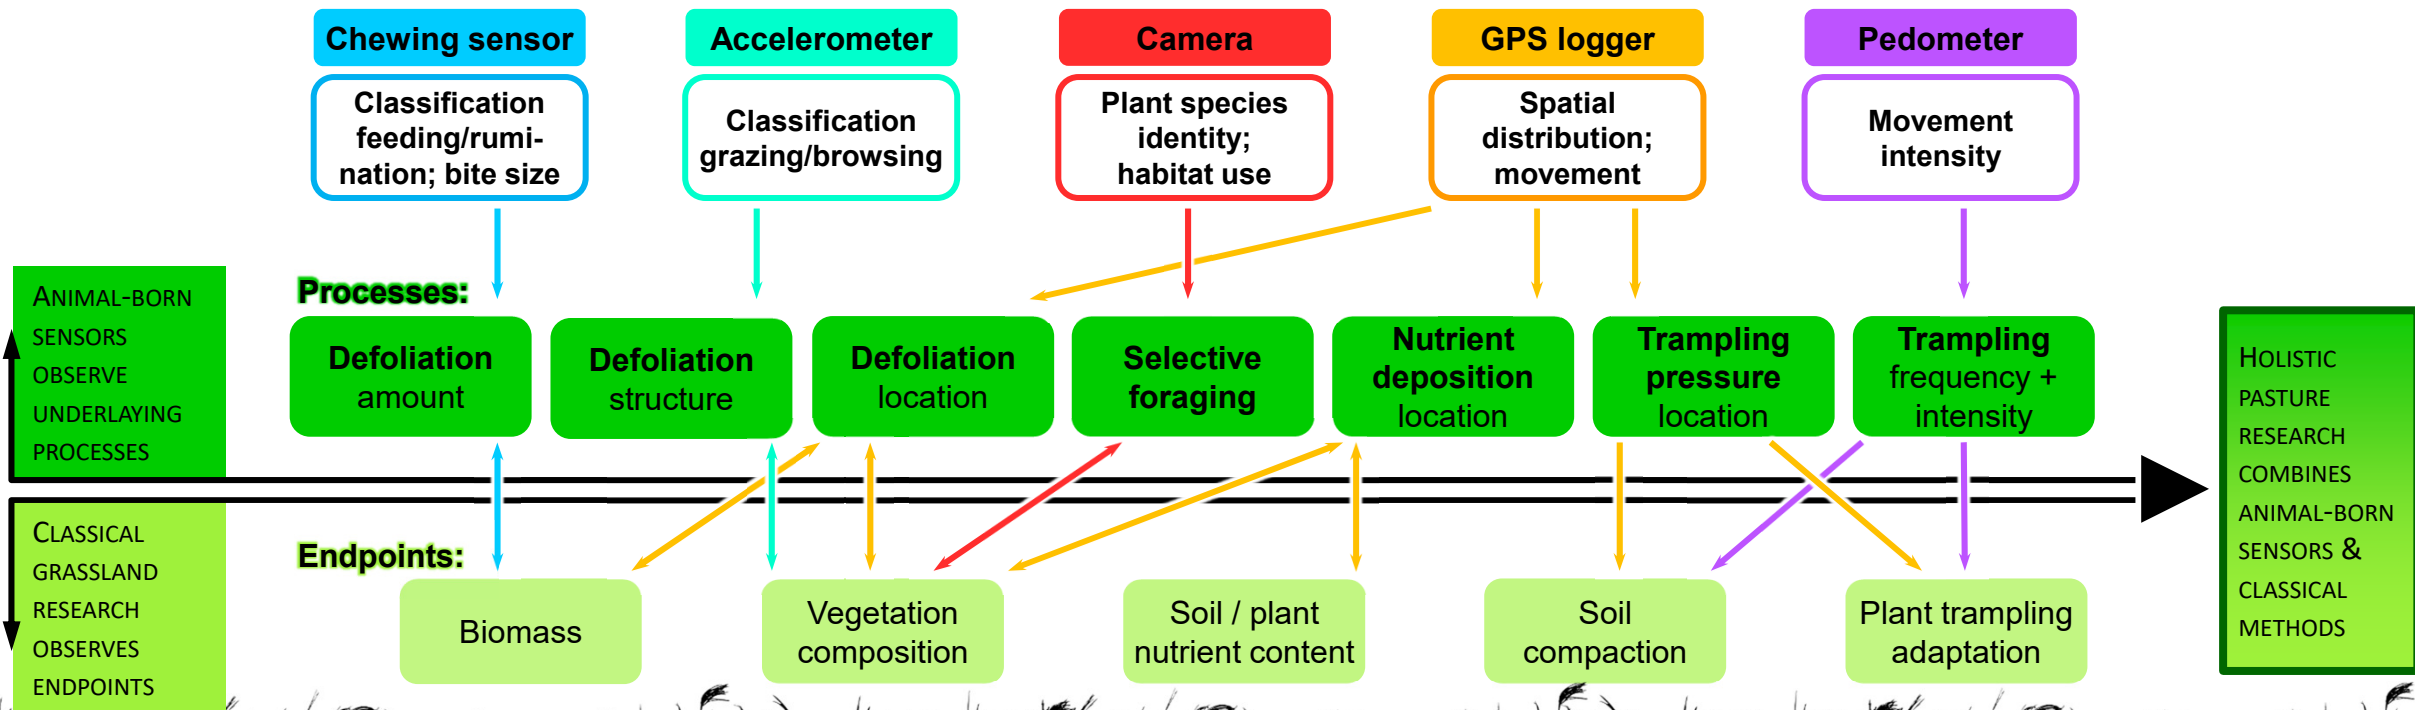 Chewing sensor
Accelerometer
Camera
GPS logger
Pedometer
Classification
feeding/rumi-
nation; bite size
Classification
grazing/browsing
Plant species
identity;
habitat use
Spatial
distribution;
movement
Movement
intensity
ANIMAL-BORN
SENSORS
OBSERVE
UNDERLAYING
PROCESSES
Processes:
Defoliation
amount
Defoliation
structure
Defoliation
location
Selective
foraging
Nutrient
deposition
location
Trampling
pressure
location
Trampling
frequency +
intensity
CLASSICAL
GRASSLAND
RESEARCH
OBSERVES
ENDPOINTS
Endpoints:
Biomass
Vegetation
composition
Soil / plant
nutrient content
Soil
compaction
Plant trampling
adaptation
HOLISTIC
PASTURE
RESEARCH
COMBINES
ANIMAL-BORN
SENSORS &
CLASSICAL
METHODS